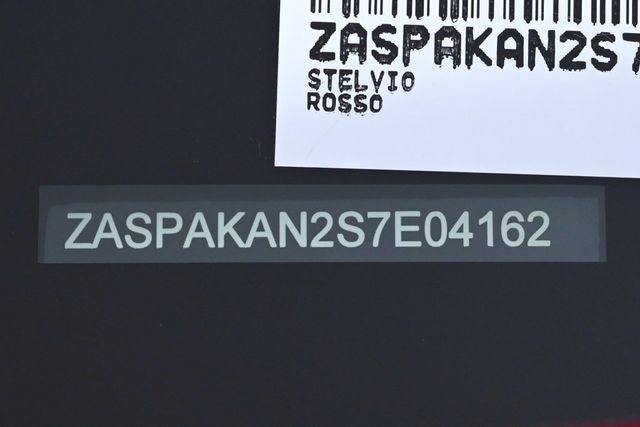 ZASPAKAN2S7
STELVIO
ROSSO
ZASPAKAN2S7E04162